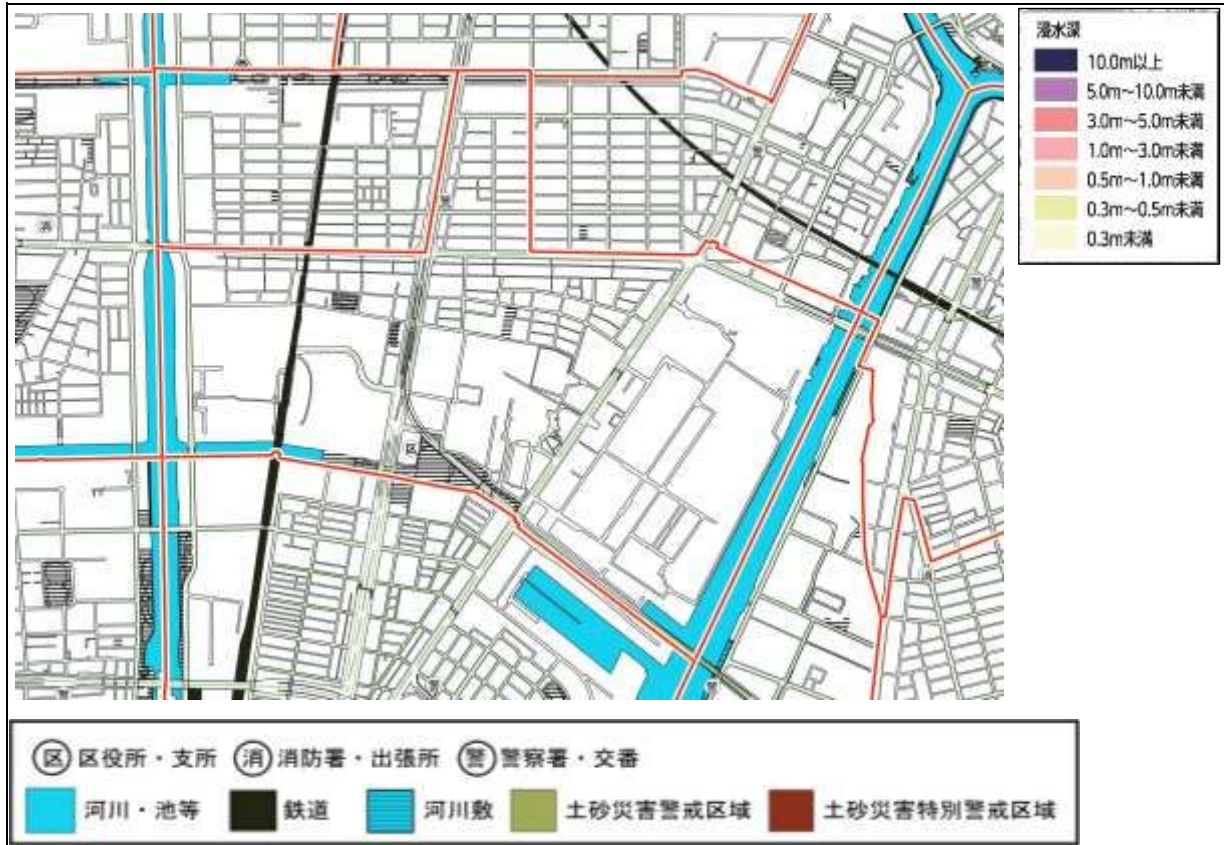 浸水深
10.0m以上
5.0m〜10.0m未満
3.0m〜5.0m未満
1.0m〜3.0m未満
0.5m〜1.0m未満
0.3m〜0.5m未満
0.3m未満
消
区
区 区役所・支所 消 消防署・出張所 警 警察署・交番
河川・池等 鉄道 河川敷 土砂災害警戒区域 土砂災害特別警戒区域